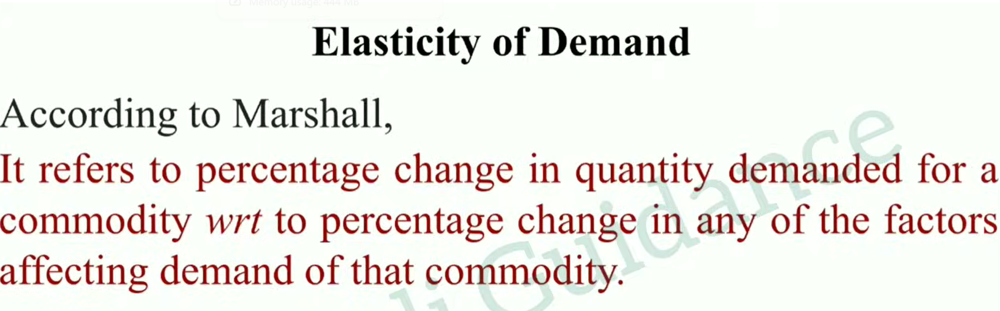 Memory usage: 444 MB
Elasticity of Demand
According to Marshall,
It refers to percentage change in quantity demanded for a
commodity wrt to percentage change in any of the factors
affecting demand of that commodity.
Guidance